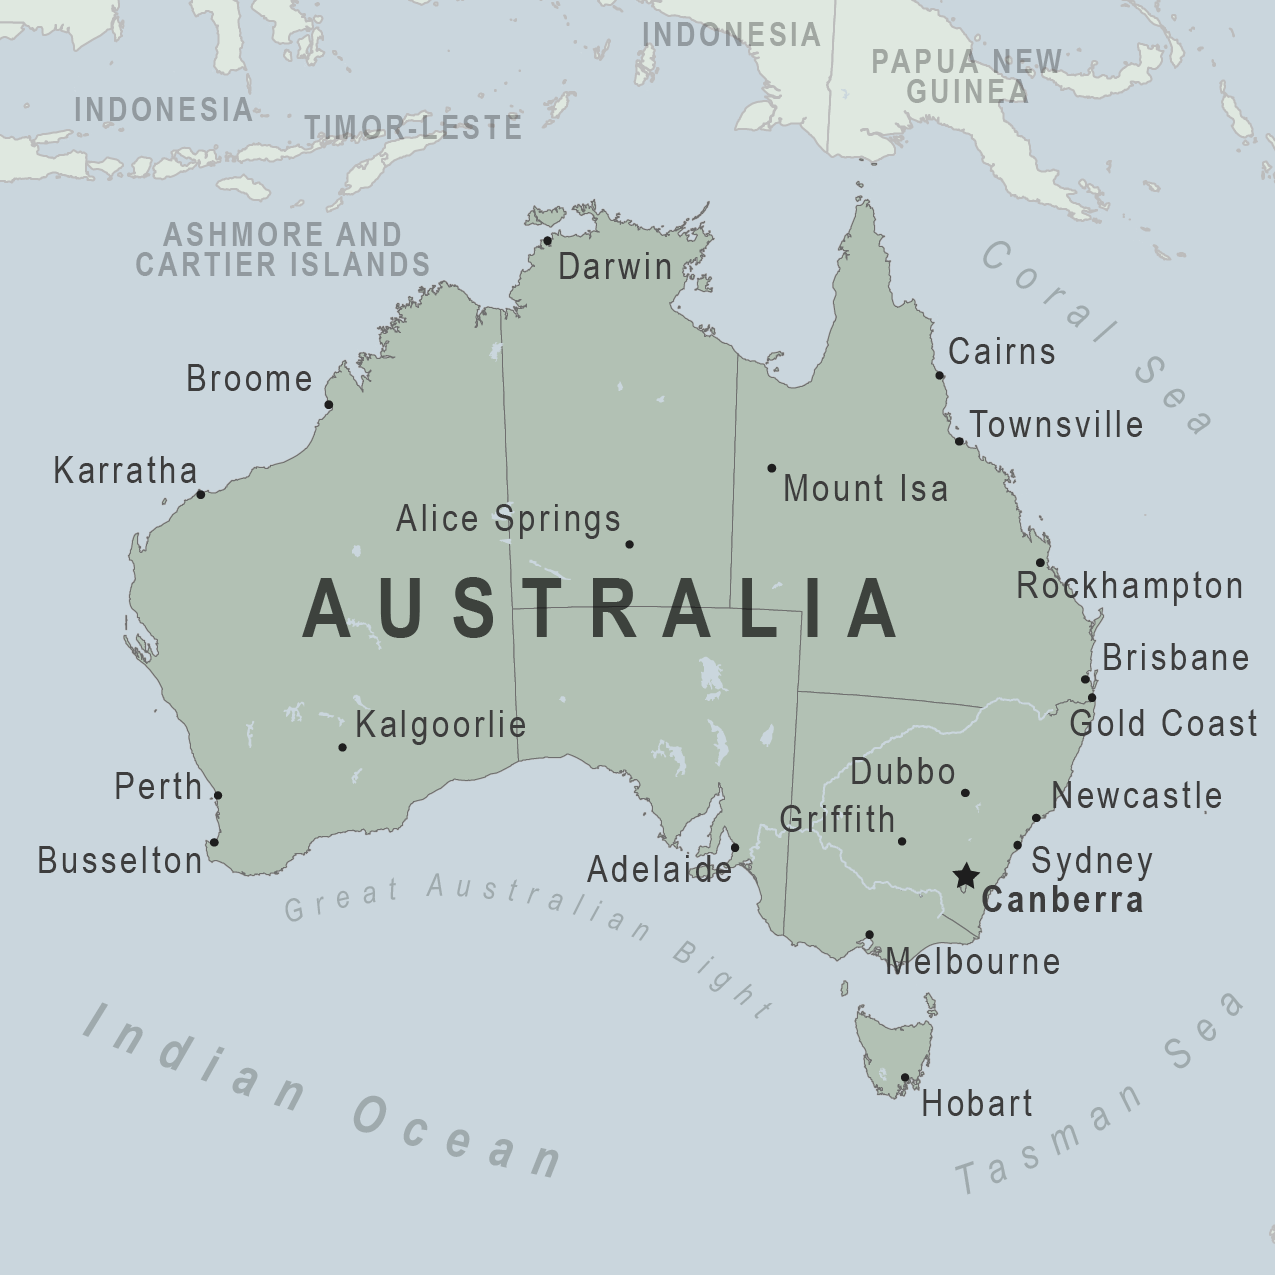 INDONESIA
PAPUA NEW
GUINEA
INDONESIA
TIMOR-LESTE
ASHMORE AND
CARTIER ISLANDS
Coral Sea
Darwin
Cairns
Broome
Townsville
Karratha
Mount Isa
Alice Springs
Rockhampton
AUSTRALIA
Brisbane
Kalgoorlie
Gold Coast
Dubbo
Perth
Newcastle
Griffith
Busselton
Adelaide
Sydney
Canberra
Great Australian Bight
Melbourne
Indian Ocean
Hobart
Tasman Sea